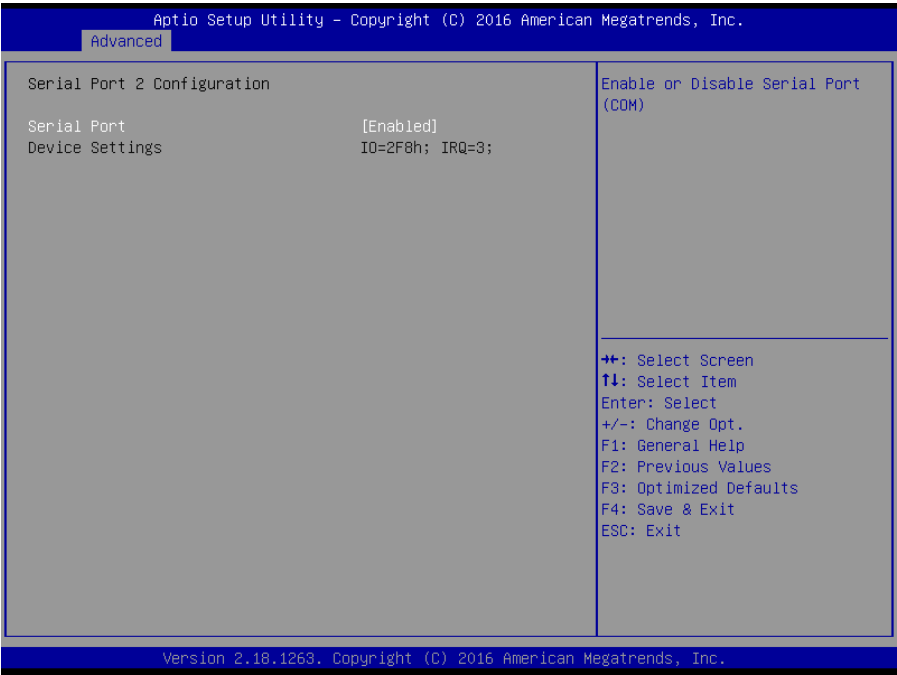 Aptio Setup Utility – Copyright (C) 2016 American Megatrends, Inc.
Advanced
Serial Port 2 Configuration
Serial Port [Enabled]
Device Settings IO=2F8h; IRQ=3;
Enable or Disable Serial Port
(COM)
→←: Select Screen
↑↓: Select Item
Enter: Select
+/-: Change Opt.
F1: General Help
F2: Previous Values
F3: Optimized Defaults
F4: Save & Exit
ESC: Exit
Version 2.18.1263. Copyright (C) 2016 American Megatrends, Inc.